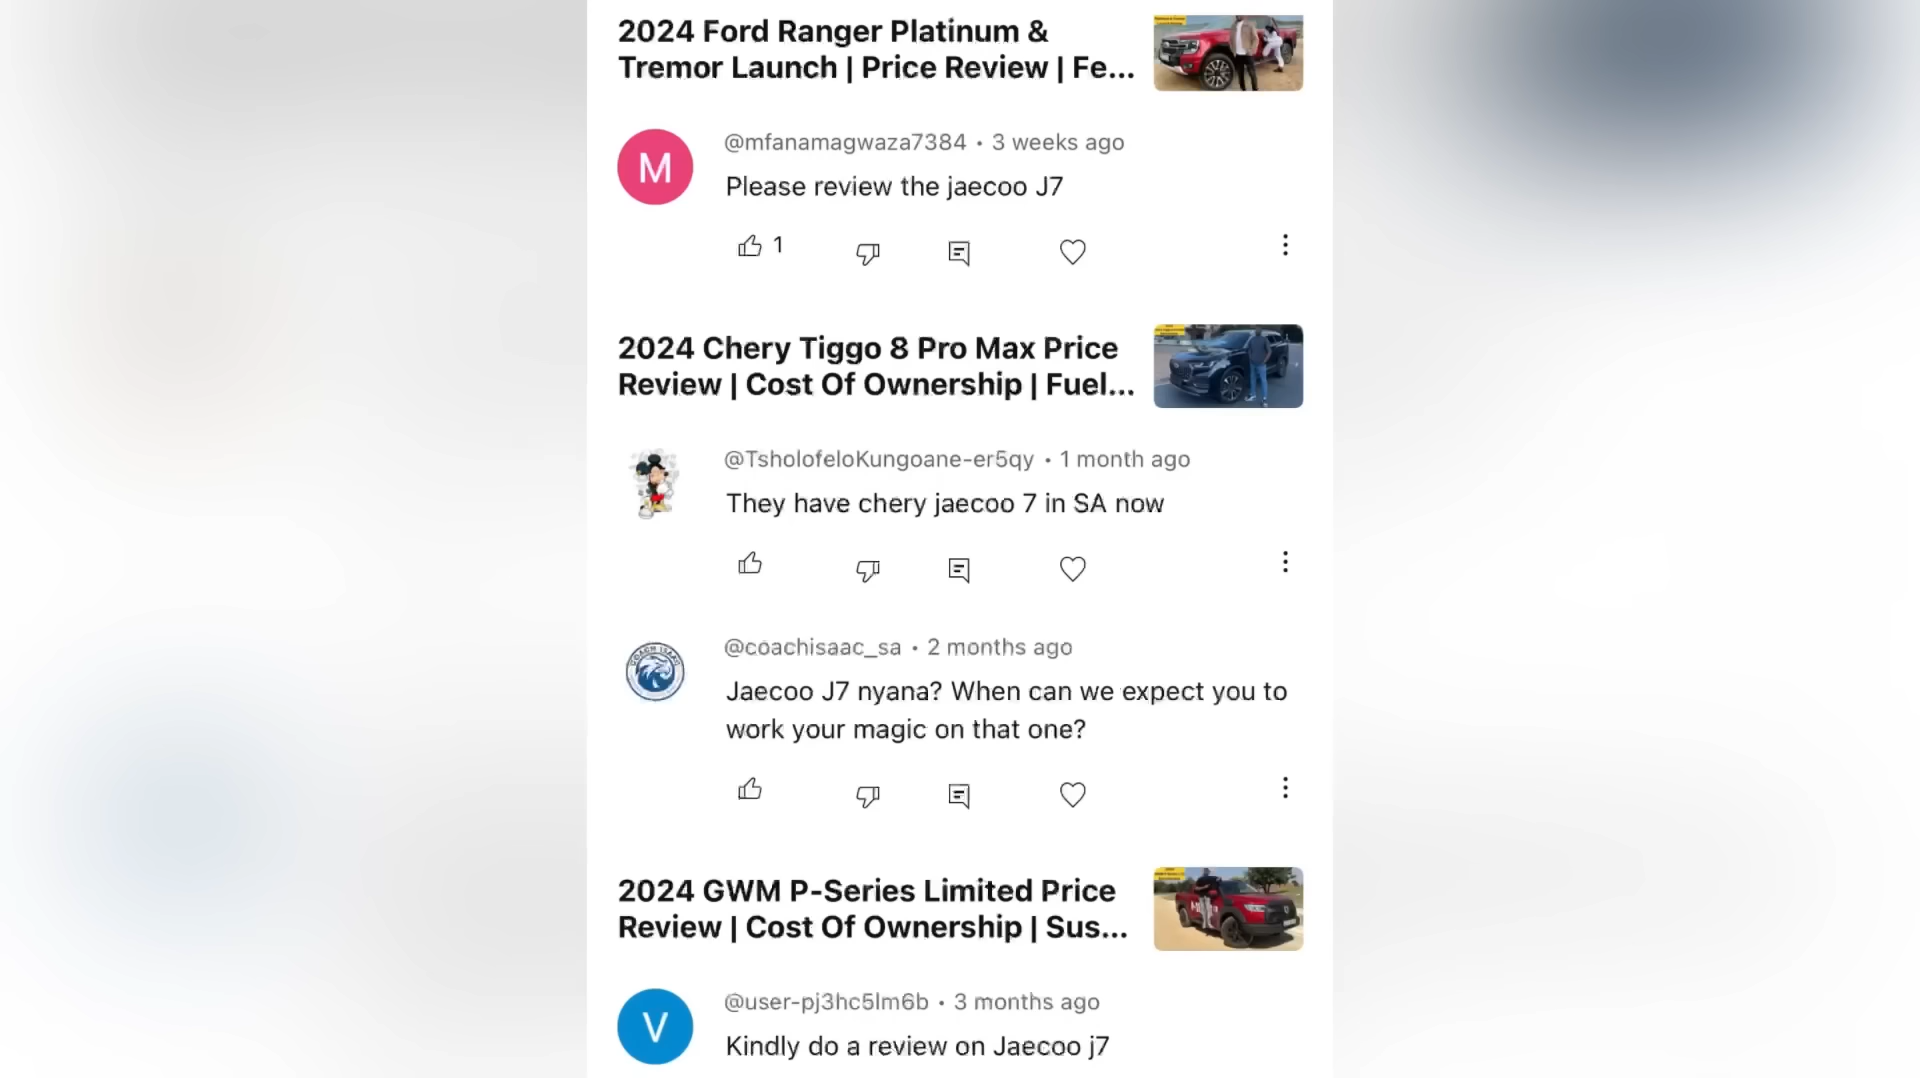 2024 Ford Ranger Platinum &
Tremor Launch | Price Review | Fe...
M
@mfanamagwaza7384 • 3 weeks ago
Please review the jaecoo J7
1
2024 Chery Tiggo 8 Pro Max Price
Review | Cost Of Ownership | Fuel...
@TsholofeloKungoane-er5qy • 1 month ago
They have chery jaecoo 7 in SA now
COACH ISAAC
@coachisaac_sa • 2 months ago
Jaecoo J7 nyana? When can we expect you to
work your magic on that one?
2024 GWM P-Series Limited Price
Review | Cost Of Ownership | Sus...
V
@user-pj3hc5lm6b • 3 months ago
Kindly do a review on Jaecoo j7